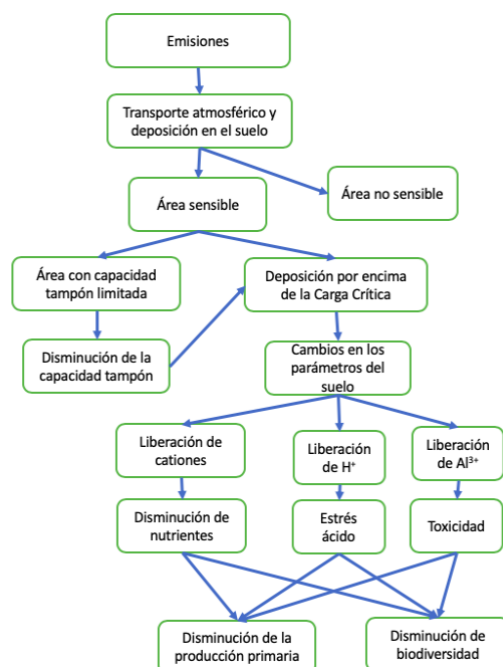 Emisiones
Transporte atmosférico y
deposición en el suelo
Área sensible
Área no sensible
Área con capacidad
tampón limitada
Deposición por encima
de la Carga Crítica
Disminución de la
capacidad tampón
Cambios en los
parámetros del
suelo
Liberación de
cationes
Liberación
de H⁺
Liberación
de Al³⁺
Disminución de
nutrientes
Estrés
ácido
Toxicidad
Disminución de la
producción primaria
Disminución de
biodiversidad